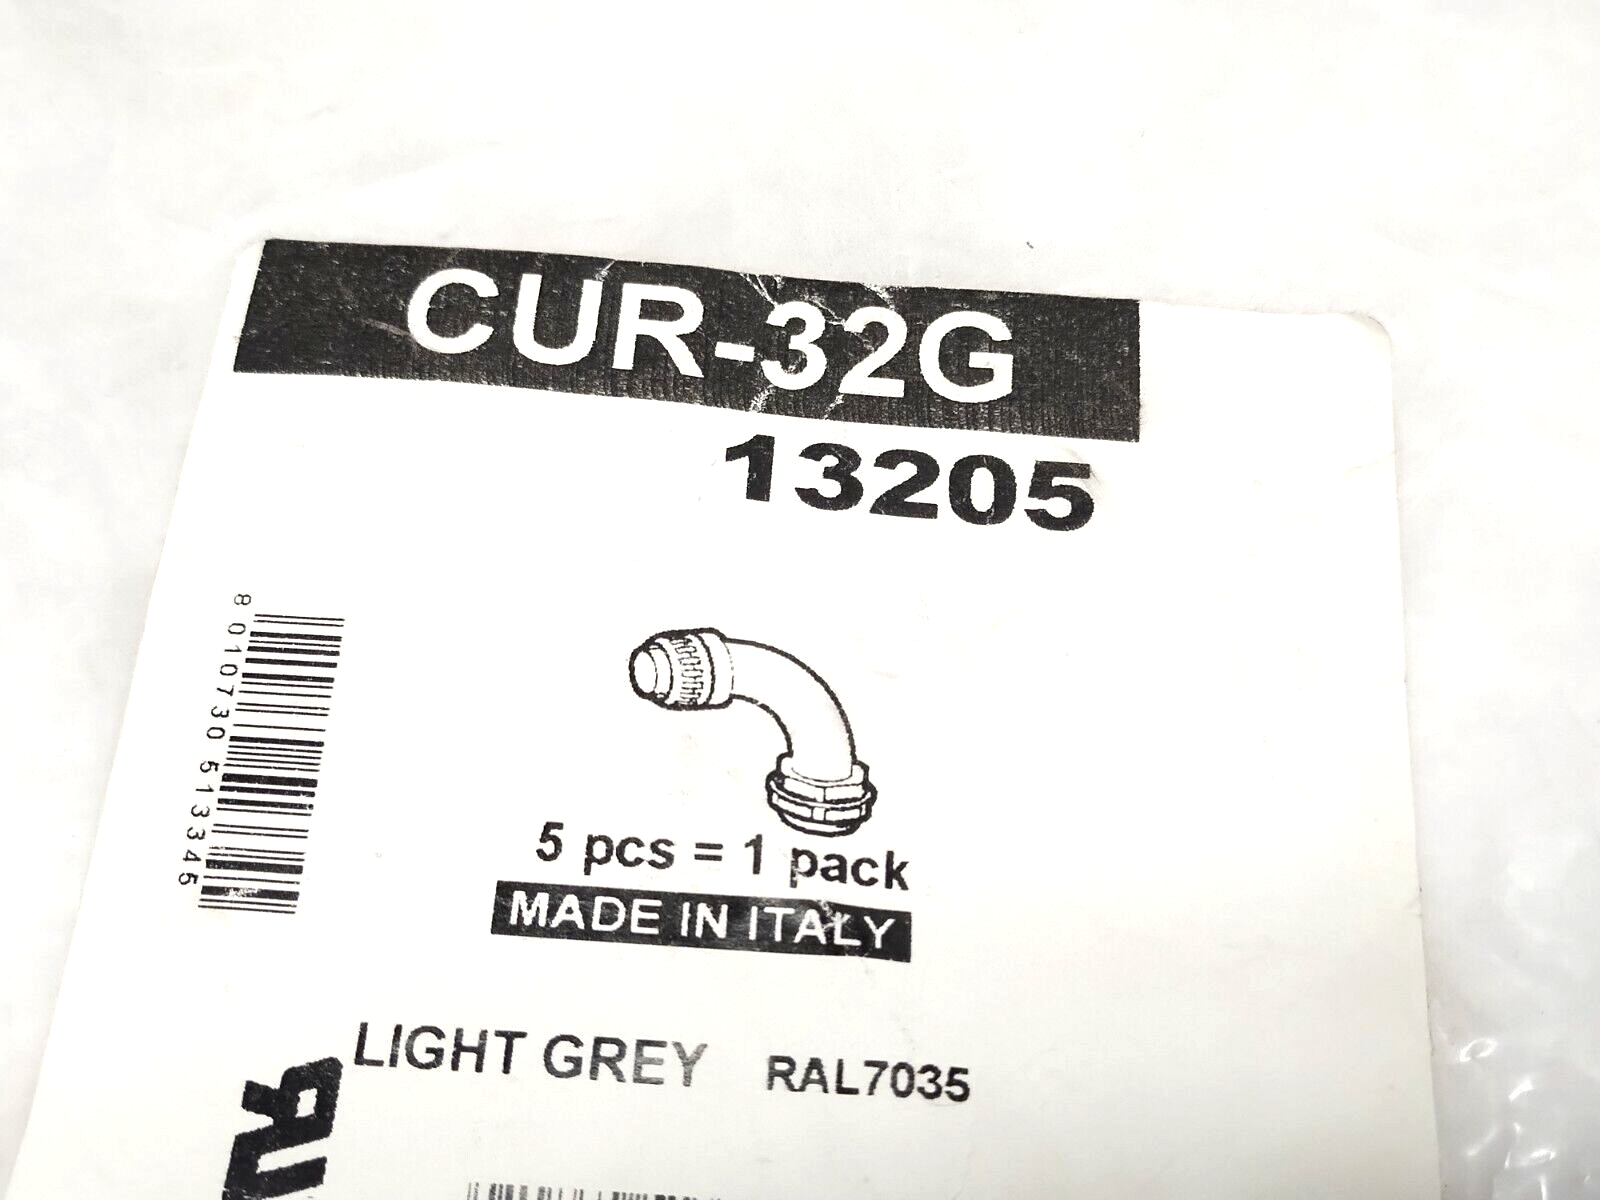 CUR-32G
13205
8 010730 513345
5 pcs = 1 pack
MADE IN ITALY
LIGHT GREY RAL7035